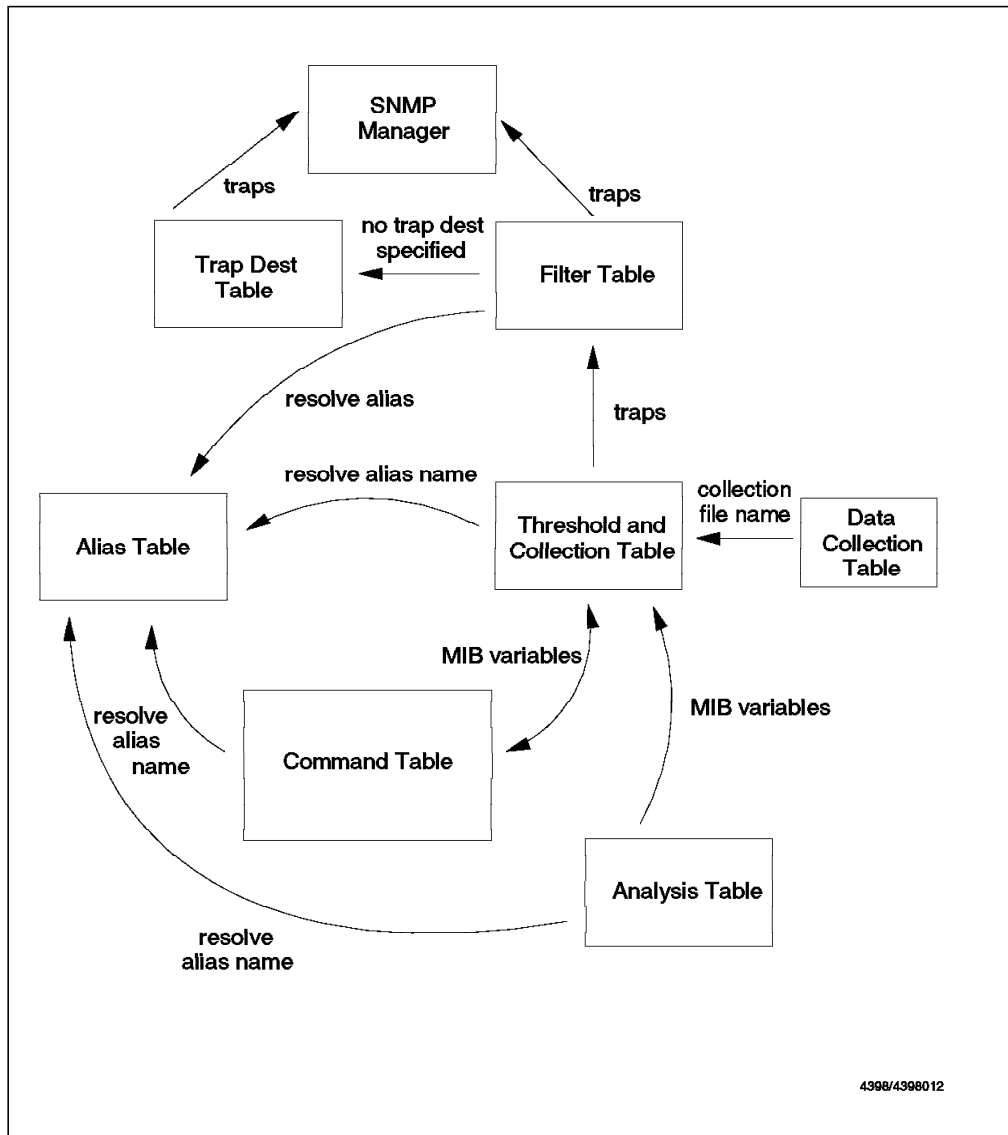 SNMP
Manager
traps
traps
no trap dest
specified
Trap Dest
Table
Filter Table
resolve alias
traps
resolve alias name
collection
file name
Alias Table
Threshold and
Collection Table
Data
Collection
Table
MIB variables
MIB variables
resolve
alias
name
Command Table
Analysis Table
resolve
alias name
4398/4398012